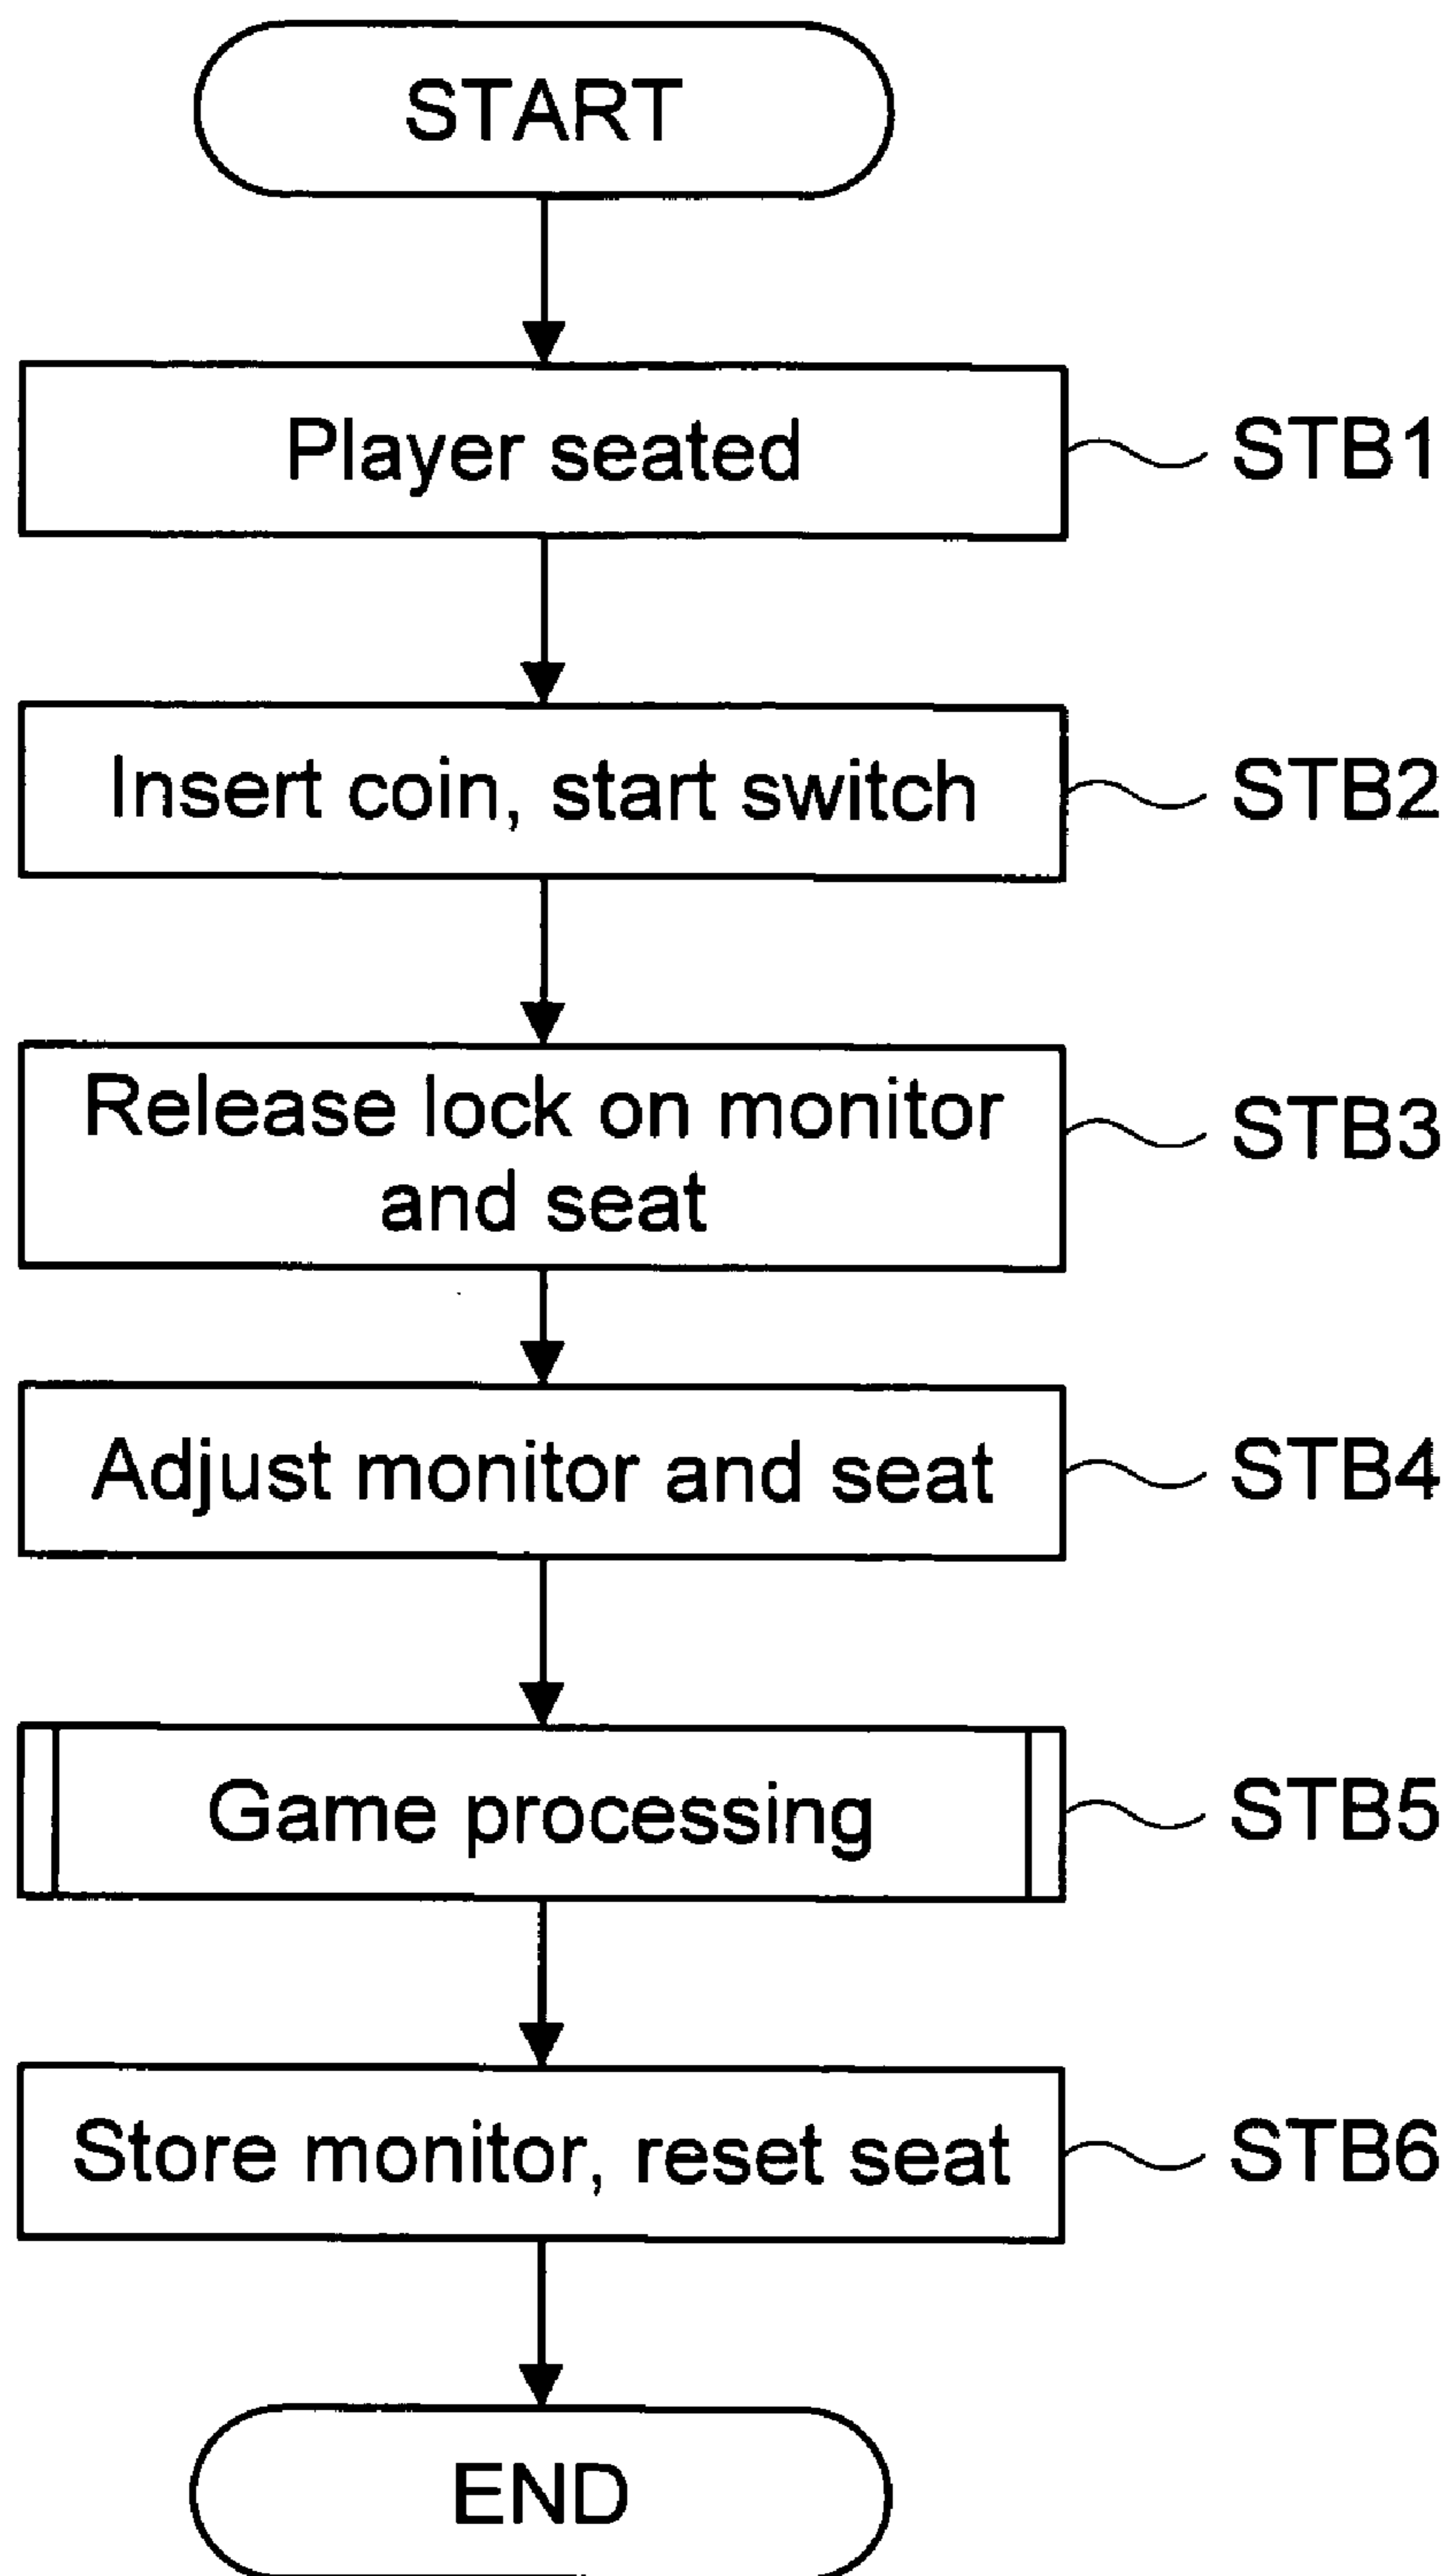 START
Player seated
STB1
Insert coin, start switch
STB2
Release lock on monitor
and seat
STB3
Adjust monitor and seat
STB4
Game processing
STB5
Store monitor, reset seat
STB6
END